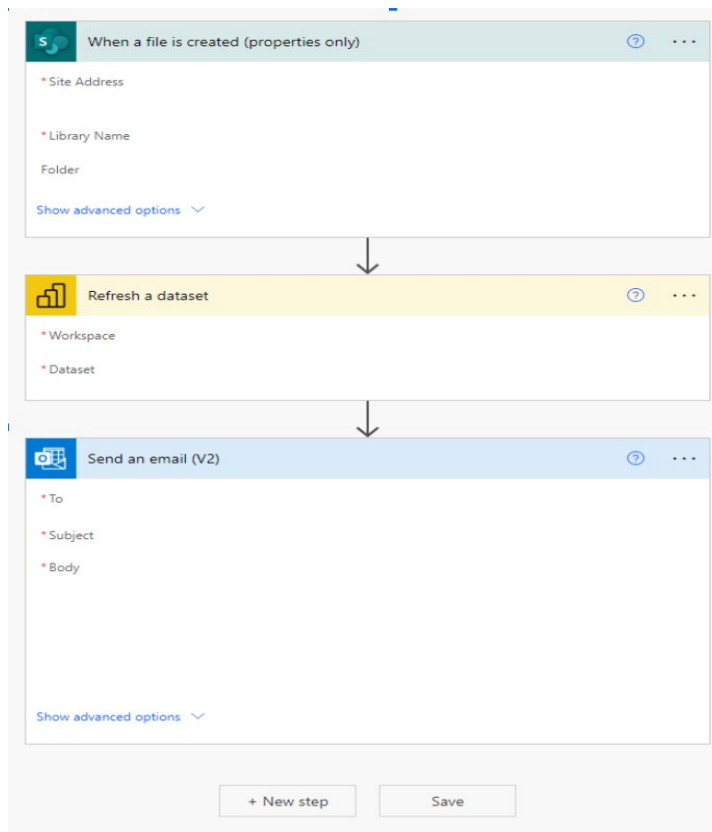 S When a file is created (properties only)
* Site Address
* Library Name
Folder
Show advanced options
Refresh a dataset
* Workspace
* Dataset
Send an email (V2)
* To
* Subject
* Body
Show advanced options
+ New step Save